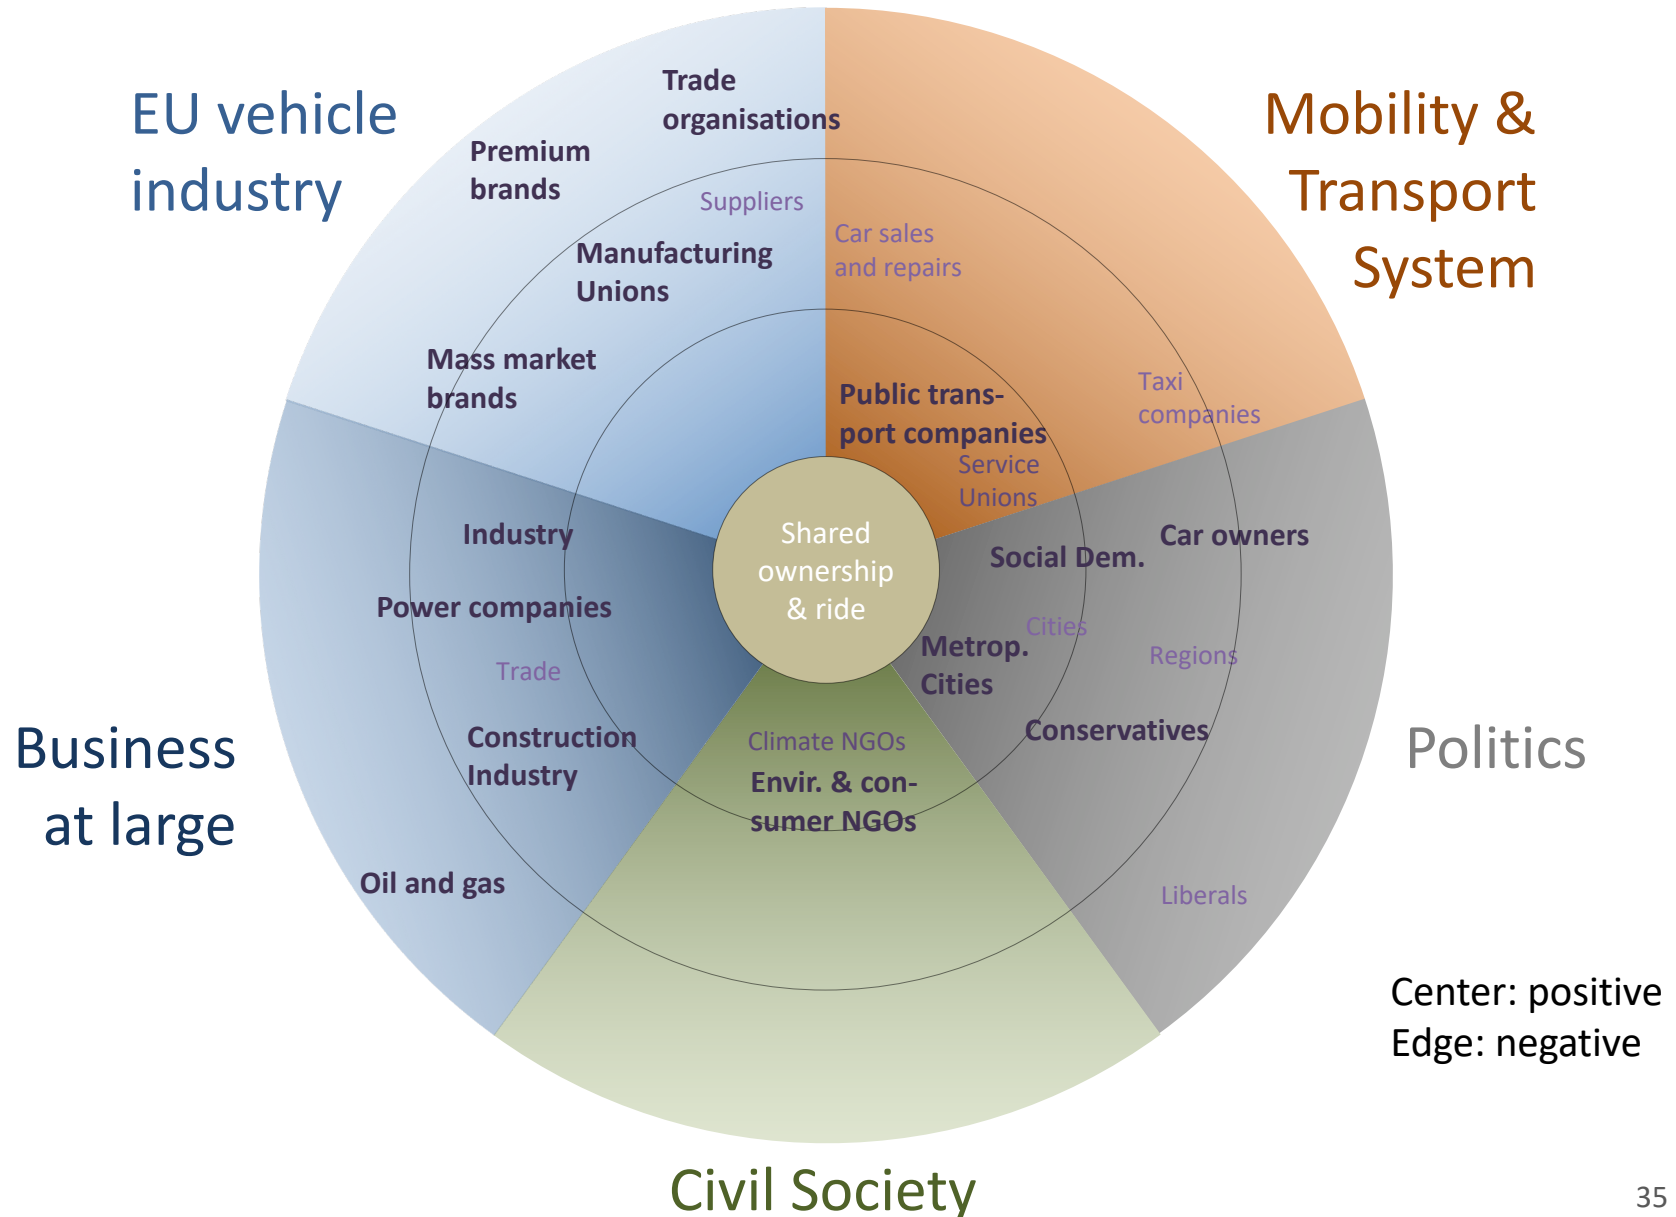 EU vehicle
industry
Trade
organisations
Premium
brands
Suppliers
Manufacturing
Unions
Mass market
brands
Mobility &
Transport
System
Car sales
and repairs
Taxi
companies
Public trans-
port companies
Service
Unions
Shared
ownership
& ride
Industry
Power companies
Trade
Construction
Industry
Oil and gas
Business
at large
Car owners
Social Dem.
Cities
Metrop.
Cities
Regions
Conservatives
Liberals
Politics
Climate NGOs
Envir. & con-
sumer NGOs
Civil Society
Center: positive
Edge: negative
35